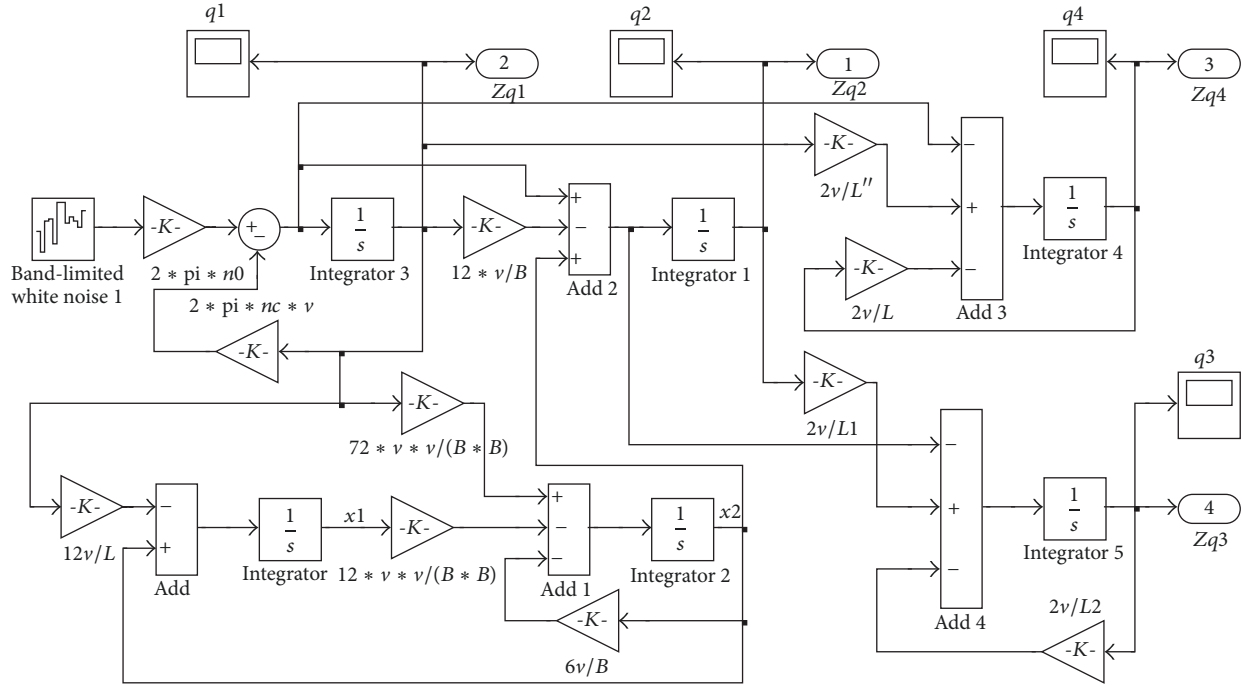 q1
q2
q4
2
1
3
Zq1
Zq2
Zq4
-K-
2v/L″
+
−
+
-K-
+
−
1
s
-K-
−
+
1
s
−
+
1
s
Band-limited
white noise 1
2 ∗ pi ∗ n0
Integrator 3
12 ∗ v/B
Add 2
Integrator 1
-K-
−
Integrator 4
2 ∗ pi ∗ nc ∗ v
2v/L
Add 3
-K-
-K-
q3
-K-
72 ∗ v ∗ v/(B ∗ B)
2v/L1
−
-K-
−
+
12v/L
1
s
x1
-K-
+
−
−
1
s
x2
+
1
s
4
Add
Integrator
12 ∗ v ∗ v/(B ∗ B)
Add 1
Integrator 2
Integrator 5
Zq3
−
-K-
6v/B
Add 4
2v/L2
-K-